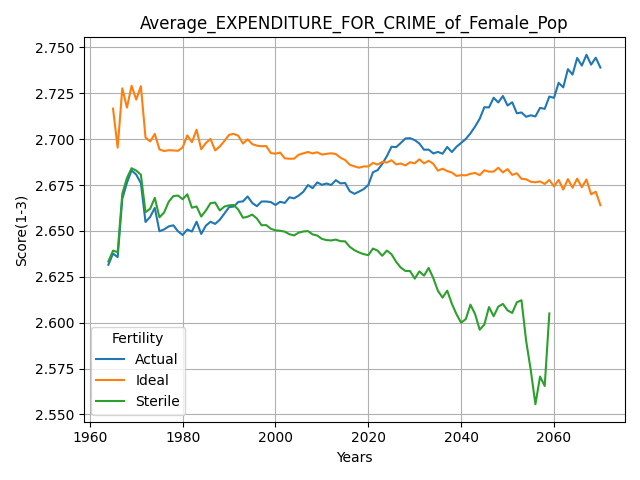 Average_EXPENDITURE_FOR_CRIME_of_Female_Pop
Score(1-3)
2.750
2.725
2.700
2.675
2.650
2.625
2.600
2.575
2.550
Fertility
Actual
Ideal
Sterile
1960 1980 2000 2020 2040 2060
Years